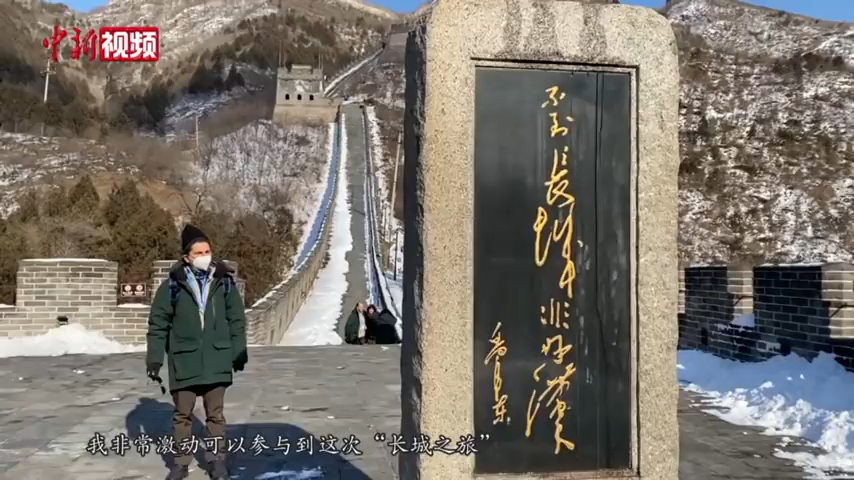 中新视频
不到长城非好汉
毛泽东
我非常激动可以参与到这次“长城之旅”